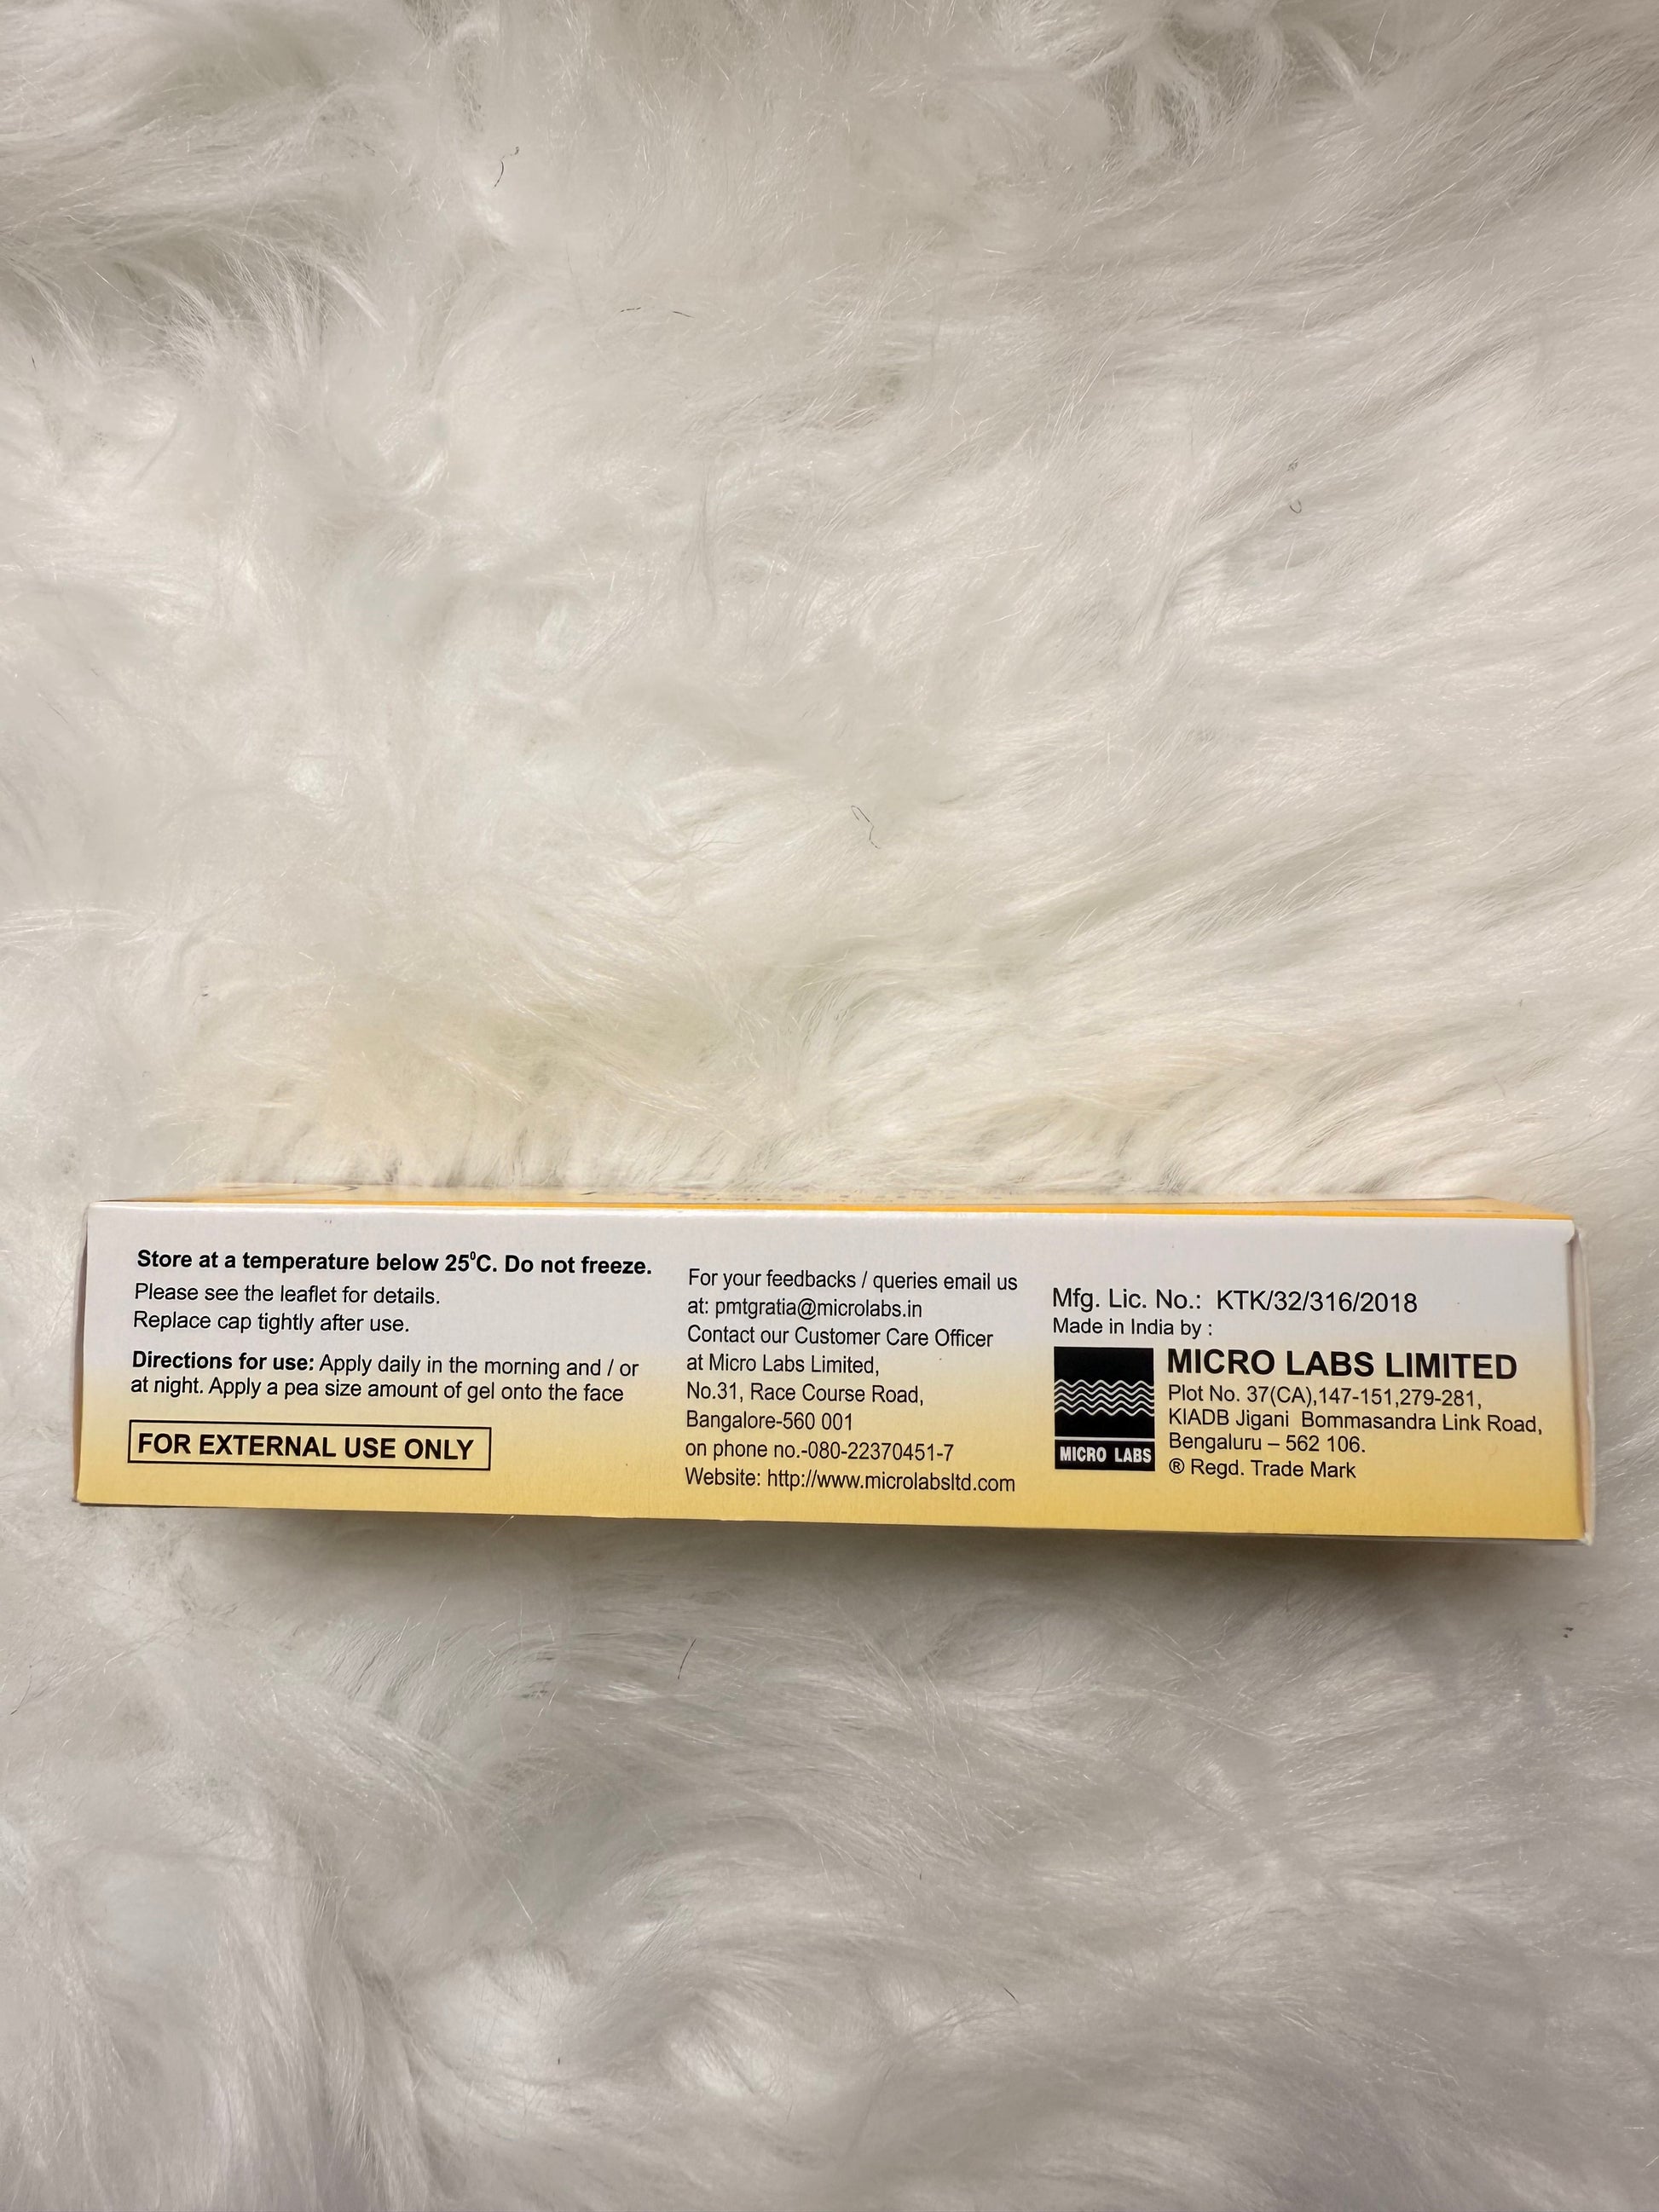 Store at a temperature below 25⁰C. Do not freeze.
Please see the leaflet for details.
Replace cap tightly after use.
Directions for use: Apply daily in the morning and / or
at night. Apply a pea size amount of gel onto the face
FOR EXTERNAL USE ONLY
For your feedbacks / queries email us
at: pmtgratia@microlabs.in
Contact our Customer Care Officer
at Micro Labs Limited,
No.31, Race Course Road,
Bangalore-560 001
on phone no.-080-22370451-7
Website: http://www.microlabsltd.com
Mfg. Lic. No.: KTK/32/316/2018
Made in India by :
MICRO LABS
MICRO LABS LIMITED
Plot No. 37(CA),147-151,279-281,
KIADB Jigani Bommasandra Link Road,
Bengaluru – 562 106.
® Regd. Trade Mark